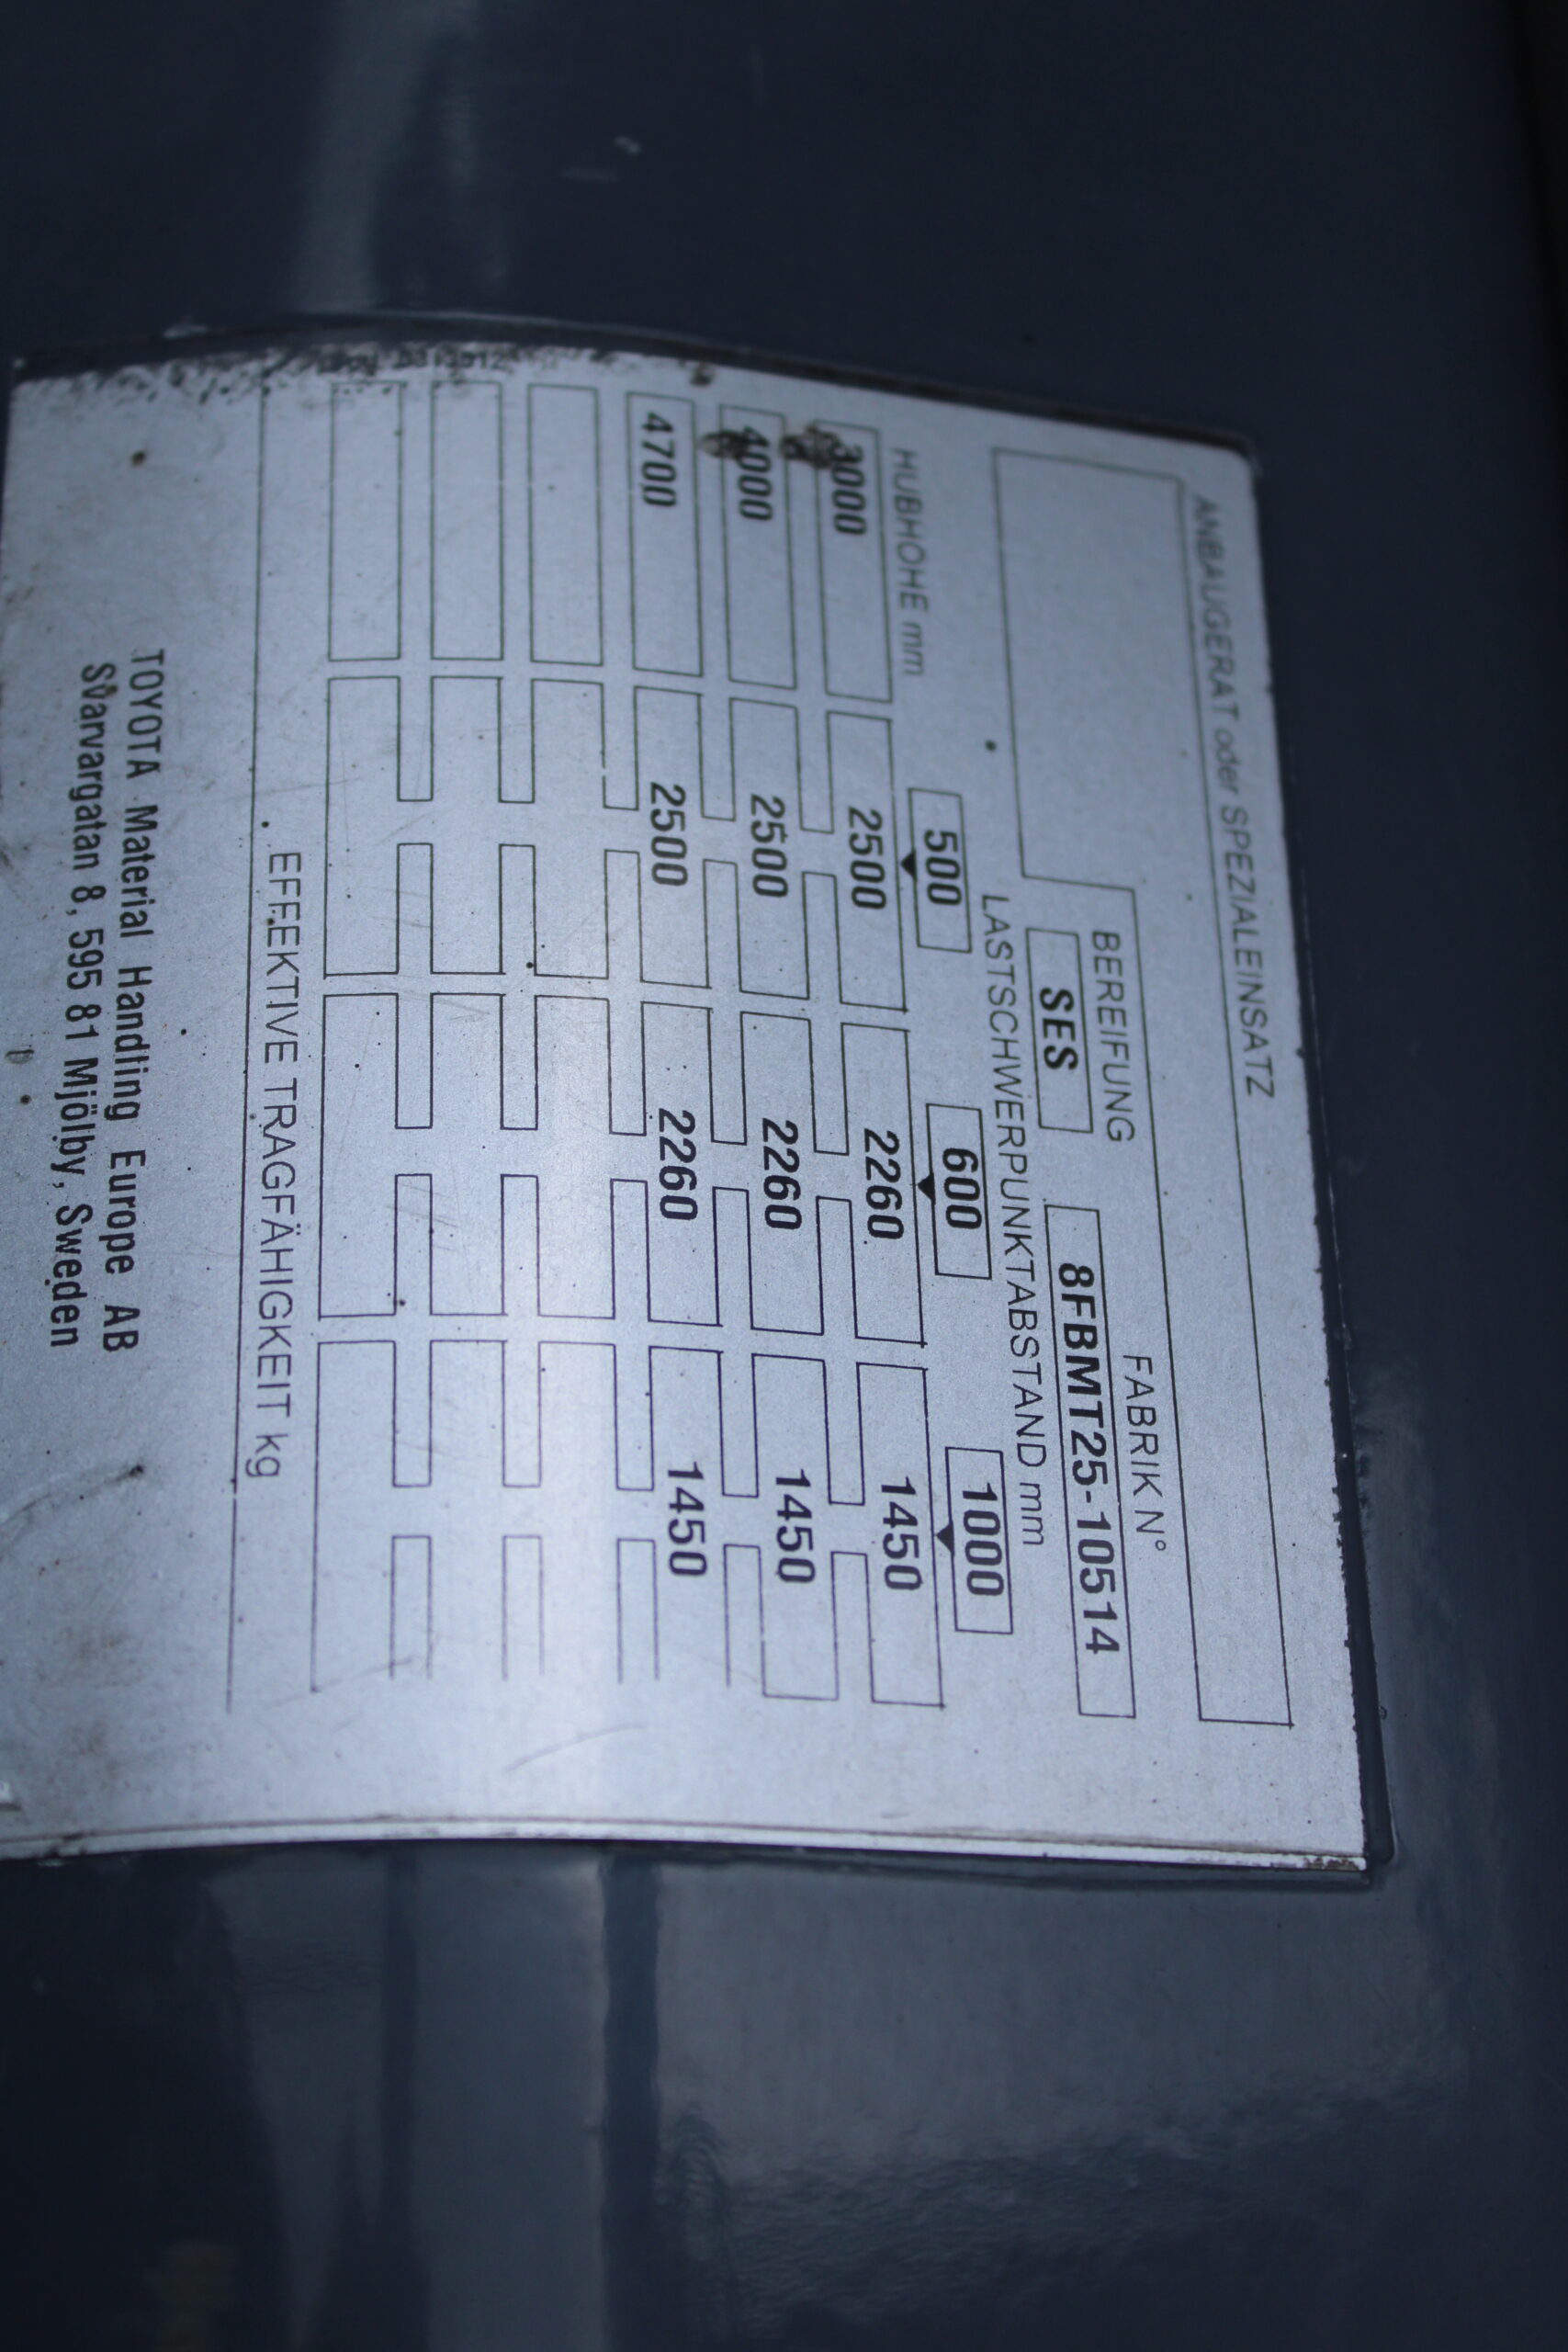 ANBAUGERÄT oder SPEZIALEINSATZ
BEREIFUNG FABRIK N°
SES 8FBMT25-10514
LASTSCHWERPUNKTABSTAND mm
HUBHÖHE mm 500 600 1000
3000 2500 2260 1450
4000 2500 2260 1450
4700 2500 2260 1450
EFFEKTIVE TRAGFÄHIGKEIT kg
TOYOTA Material Handling Europe AB
Svarvargatan 8, 595 81 Mjölby, Sweden